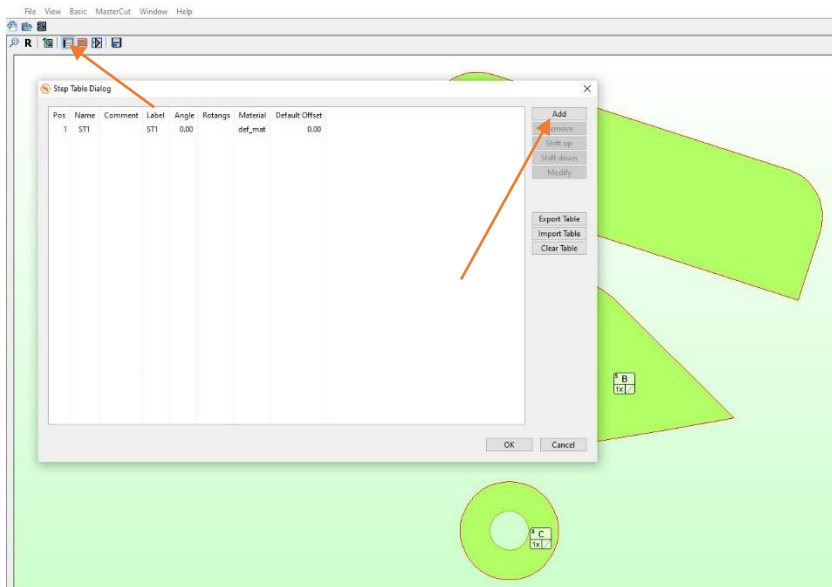 File View Basic MasterCut Window Help
R
Step Table Dialog
Pos Name Comment Label Angle Rotangs Material Default Offset
1 ST1 ST1 0.00 def_mat 0.00
Add
Remove
Shift up
Shift down
Modify
Export Table
Import Table
Clear Table
OK Cancel
s B
1x
s C
1x